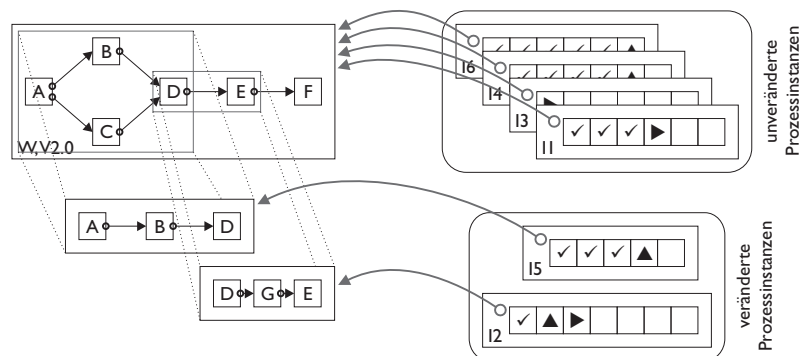 A
B
C
D
E
F
W,V2.0
A B D
D G E
I6
I4
I3
I1
unveränderte
Prozessinstanzen
I5
I2
veränderte
Prozessinstanzen